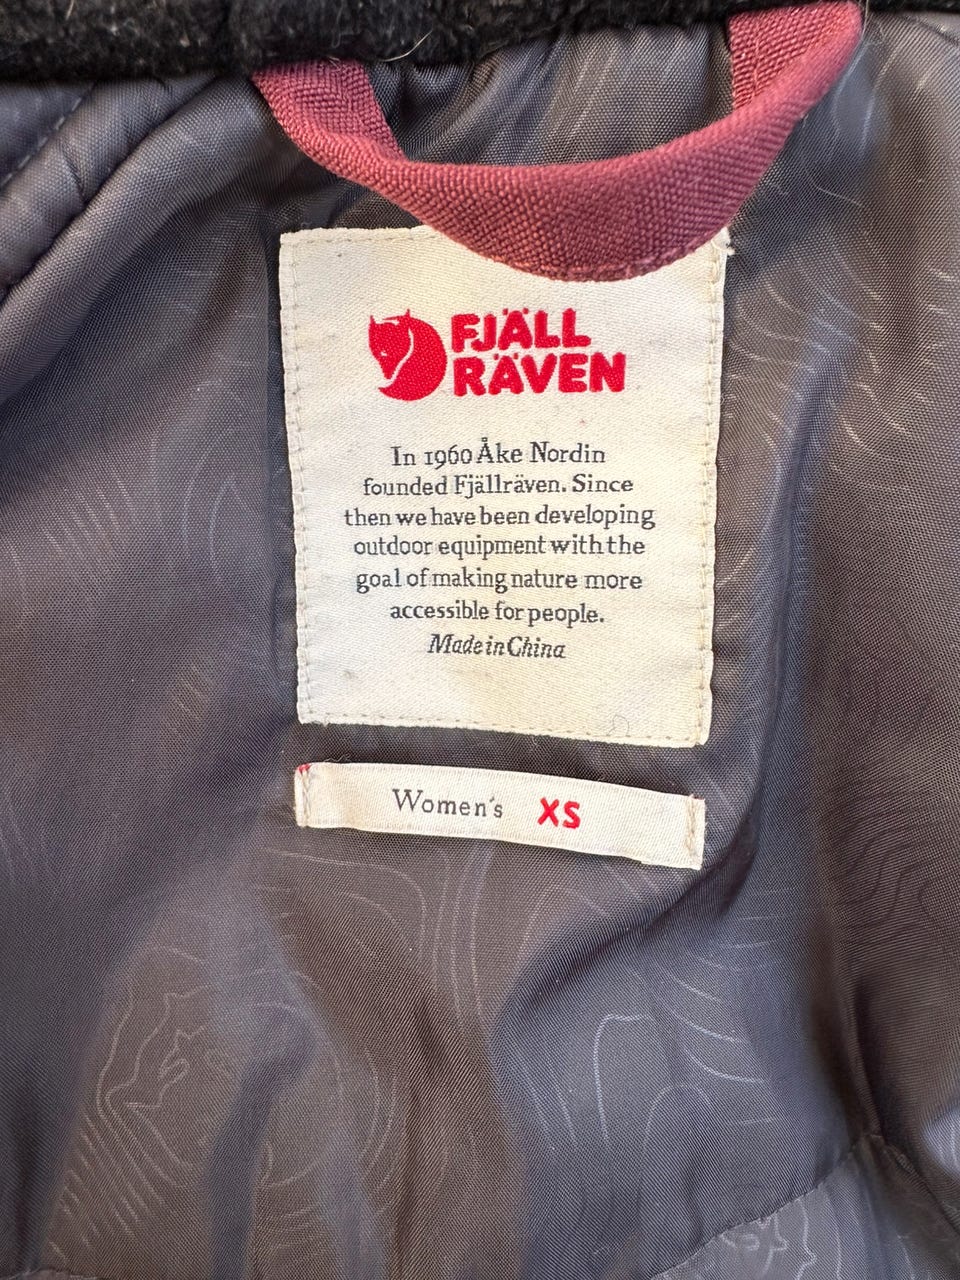 FJÄLL
RÄVEN
In 1960 Åke Nordin
founded Fjällräven. Since
then we have been developing
outdoor equipment with the
goal of making nature more
accessible for people.
Made in China
Women's XS